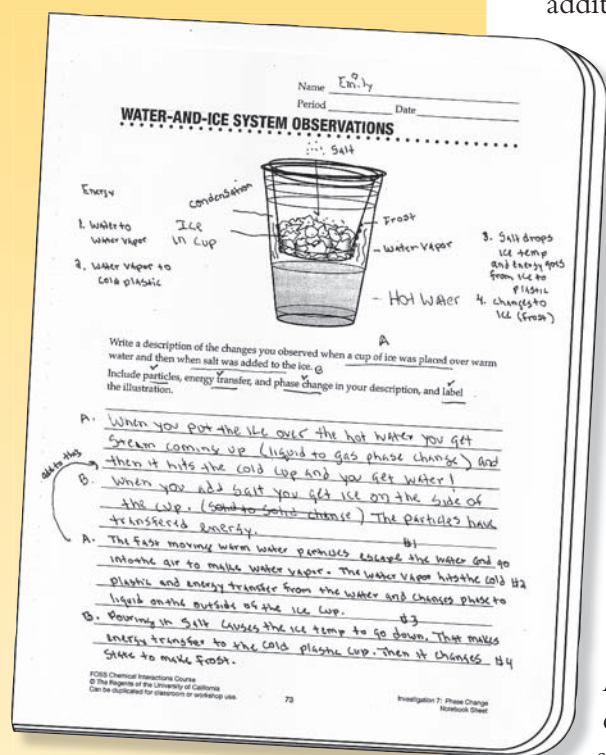 addit
Name Emily
Period Date
WATER-AND-ICE SYSTEM OBSERVATIONS
Salt
Energy
condensation
1. Water to
water vapor
Ice
in cup
Frost
Water Vapor
2. Water Vapor to
cold plastic
3. Salt drops
ice temp
and energy goes
from ice to
plastic
Hot Water
4. changes to
ice (frost)
A
Write a description of the changes you observed when a cup of ice was placed over warm
water and then when salt was added to the ice. B
Include particles, energy transfer, and phase change in your description, and label
the illustration.
add to this
A. When you put the ice over the hot water you get
steam coming up (liquid to gas phase change) and
then it hits the cold cup and you get water!
B. When you add salt you get ice on the side of
the cup. (solid to solid change) The particles have
transfered energy.
#1
A. The fast moving warm water particles escape the water and go
into the air to make water vapor. The water vapor hits the cold #2
plastic and energy transfer from the water and changes phase to
liquid on the outside of the ice cup.
#3
B. Pouring in salt causes the ice temp to go down. That makes
energy transfer to the cold plastic cup. Then it changes #4
state to make frost.
FOSS Chemical Interactions Course
© The Regents of the University of California
Can be duplicated for classroom or workshop use.
73
Investigation 7: Phase Change
Notebook Sheet